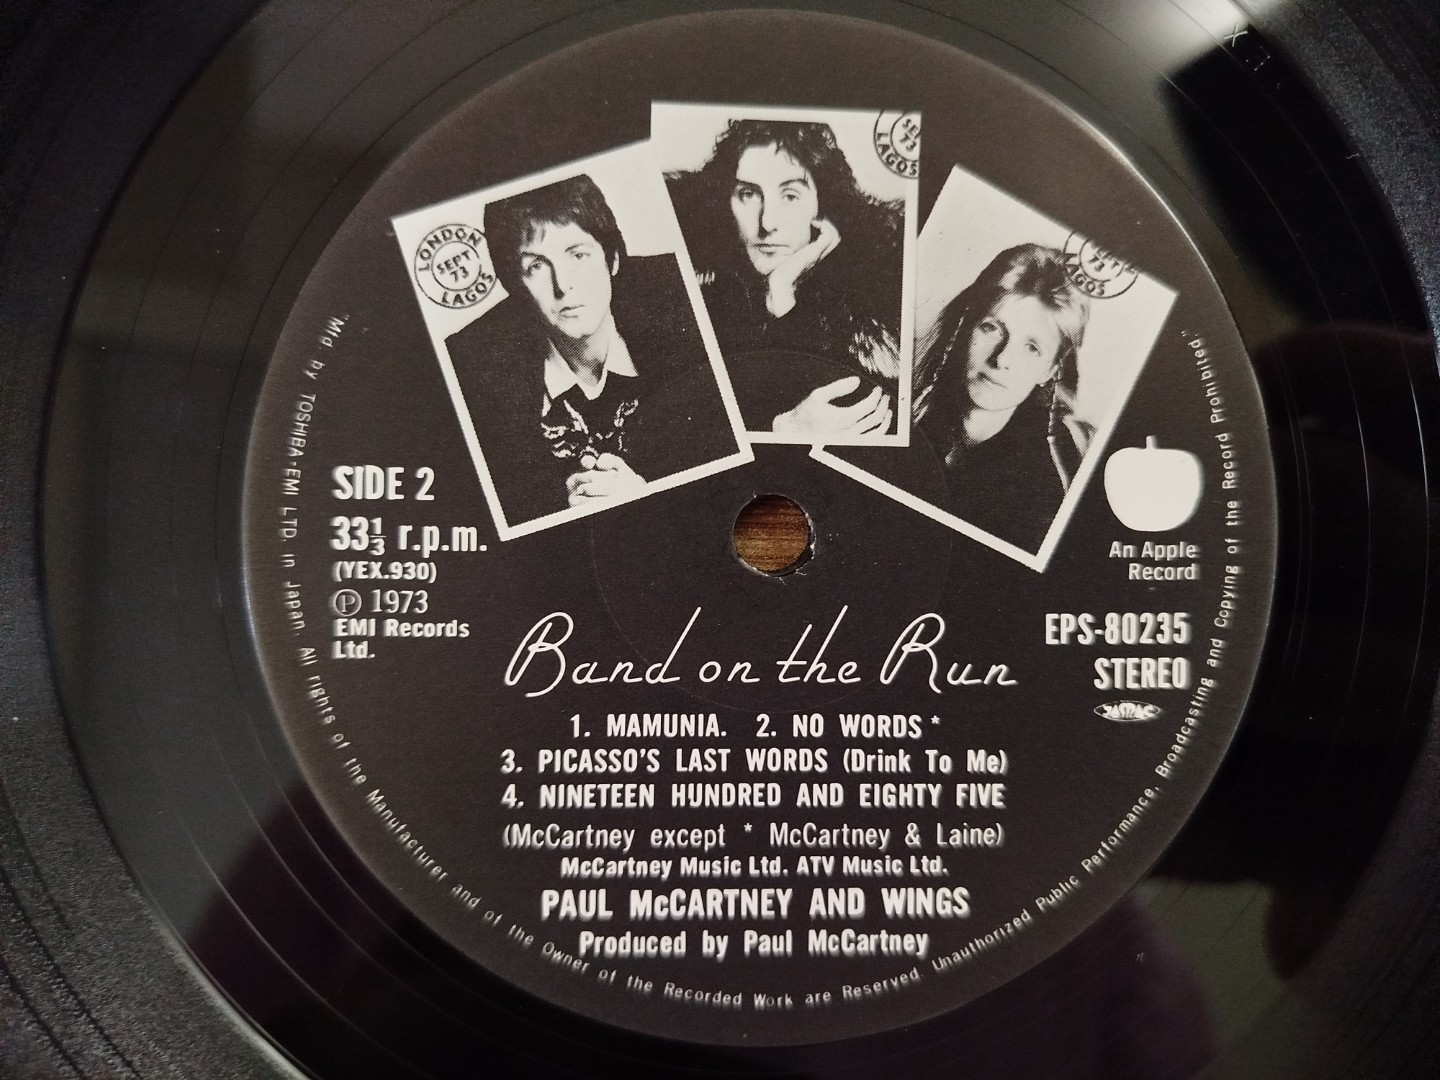 LONDON
SEPT
73
LAGOS
SE
73
LAGOS
SEPT
73
LAGOS
SIDE 2
33⅓ r.p.m.
(YEX.930)
Ⓟ 1973
EMI Records
Ltd.
An Apple
Record
EPS-80235
STEREO
JASRAC
Band on the Run
1. MAMUNIA. 2. NO WORDS *
3. PICASSO'S LAST WORDS (Drink To Me)
4. NINETEEN HUNDRED AND EIGHTY FIVE
(McCartney except * McCartney & Laine)
McCartney Music Ltd. ATV Music Ltd.
PAUL McCARTNEY AND WINGS
Produced by Paul McCartney
"Mfd by TOSHIBA-EMI LTD. in Japan. All rights of the Manufacturer and of the Owner of the Recorded Work are Reserved. Unauthorized Public Performance, Broadcasting and Copying of the Record Prohibited."